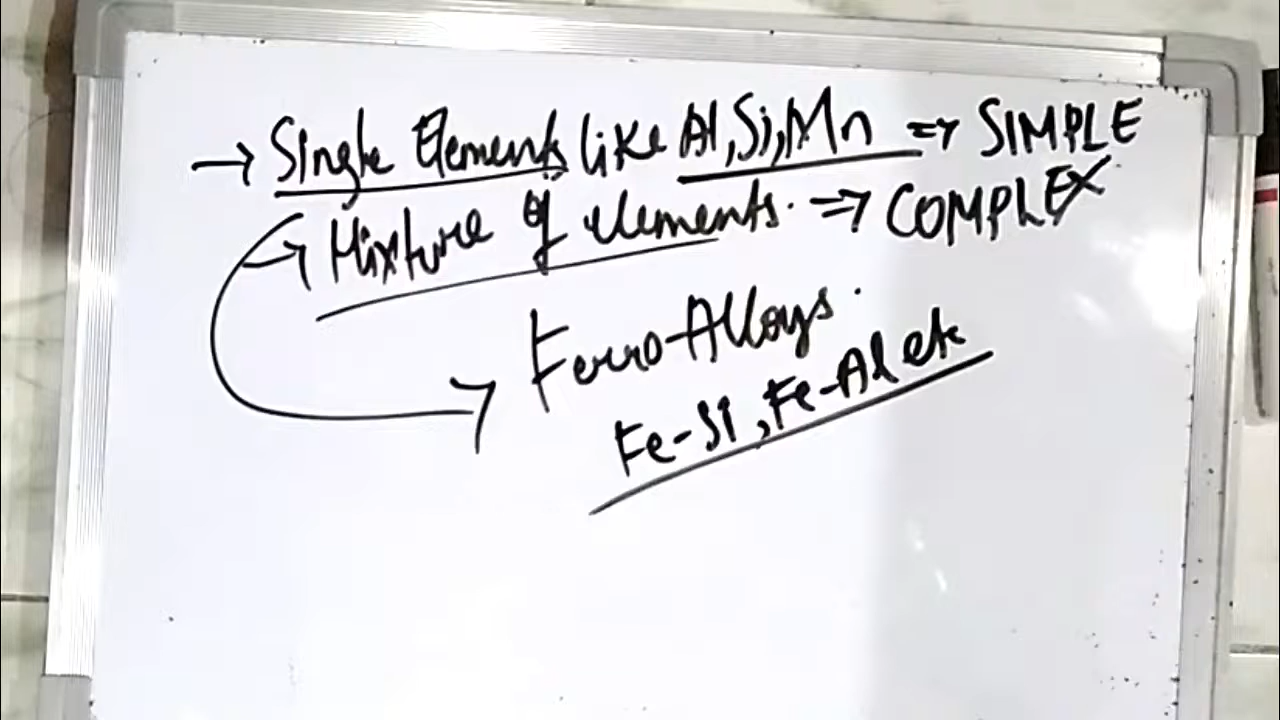 → Single Elements like Al, Si, Mn => SIMPLE
→ Mixture of elements. => COMPLEX
Ferro-Alloys.
Fe-Si, Fe-Al etc